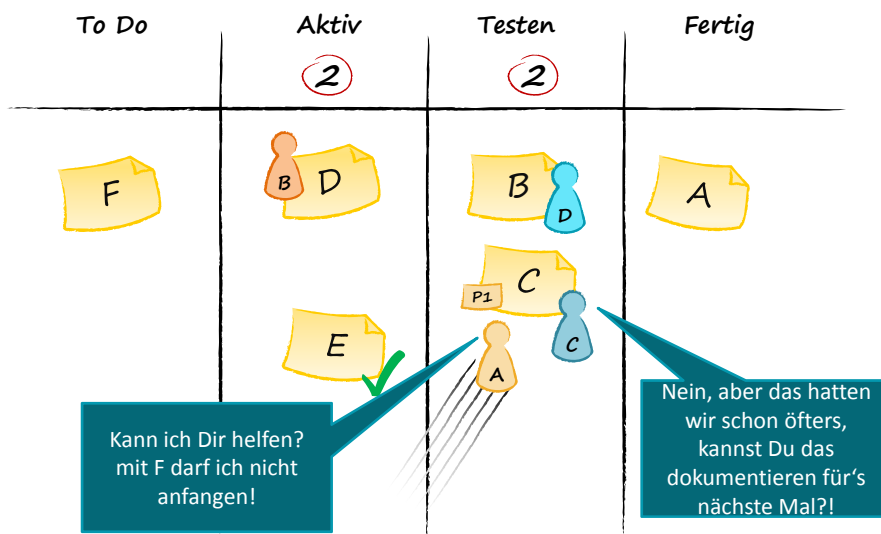 To Do
Aktiv
Testen
Fertig
2
2
F
B
D
B
D
A
P1
C
C
E
A
Kann ich Dir helfen?
mit F darf ich nicht
anfangen!
Nein, aber das hatten
wir schon öfters,
kannst Du das
dokumentieren für‘s
nächste Mal?!